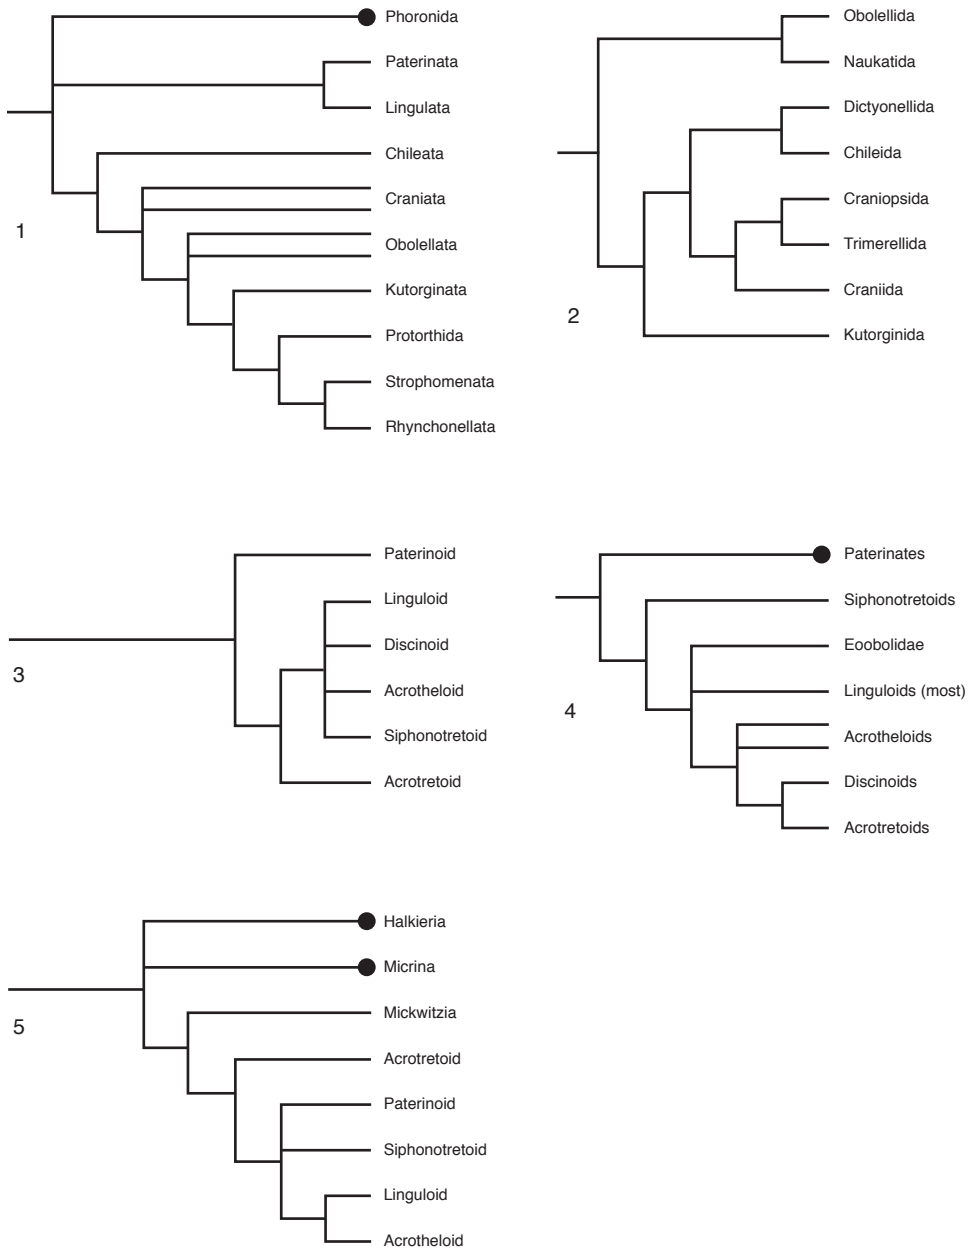 Phoronida
Paterinata
Lingulata
Chileata
Craniata
Obolellata
Kutorginata
Protorthida
Strophomenata
Rhynchonellata
1
Obolellida
Naukatida
Dictyonellida
Chileida
Craniopsida
Trimerellida
Craniida
Kutorginida
2
Paterinoid
Linguloid
Discinoid
Acrotheloid
Siphonotretoid
Acrotretoid
3
Paterinates
Siphonotretoids
Eoobolidae
Linguloids (most)
Acrotheloids
Discinoids
Acrotretoids
4
Halkieria
Micrina
Mickwitzia
Acrotretoid
Paterinoid
Siphonotretoid
Linguloid
Acrotheloid
5